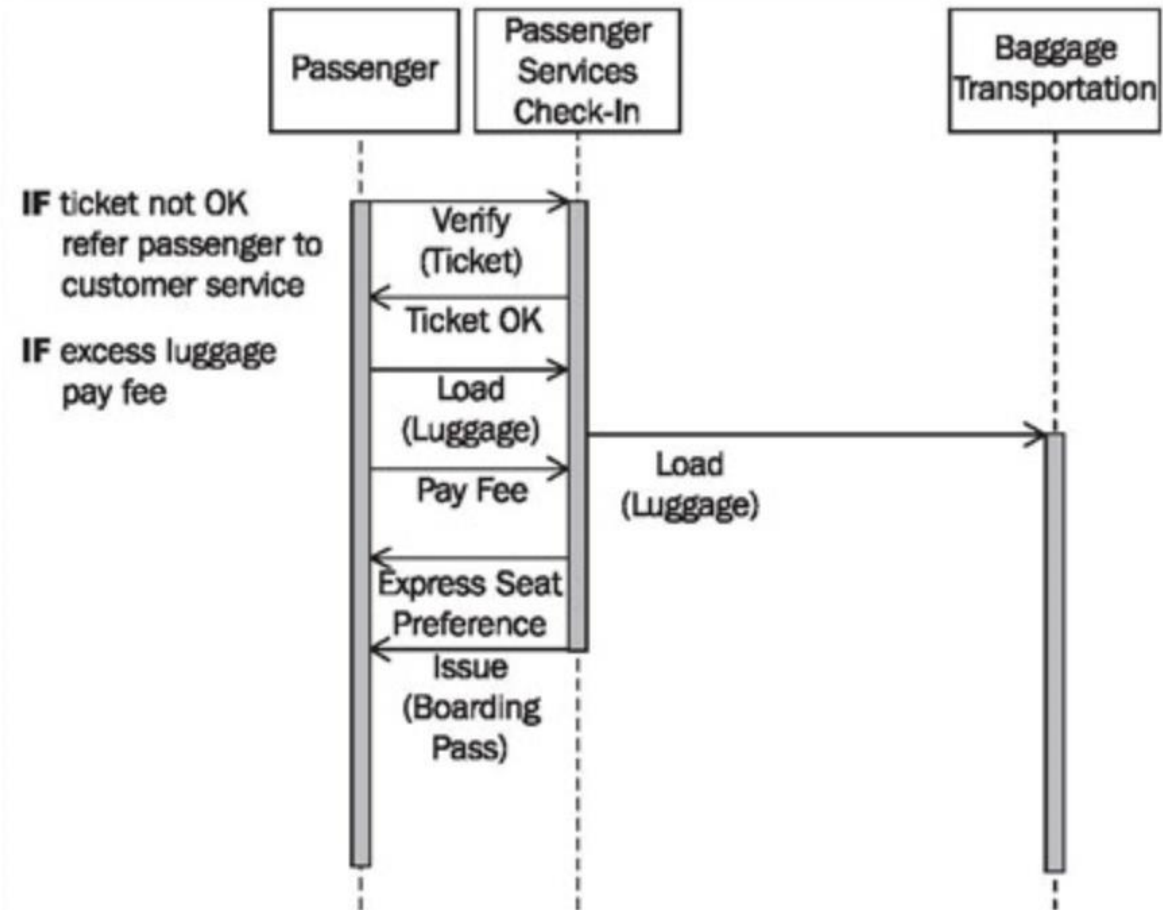 Passenger
Passenger
Services
Check-In
Baggage
Transportation
IF ticket not OK
refer passenger to
customer service
IF excess luggage
pay fee
Verify
(Ticket)
Ticket OK
Load
(Luggage)
Load
(Luggage)
Pay Fee
Express Seat
Preference
Issue
(Boarding
Pass)